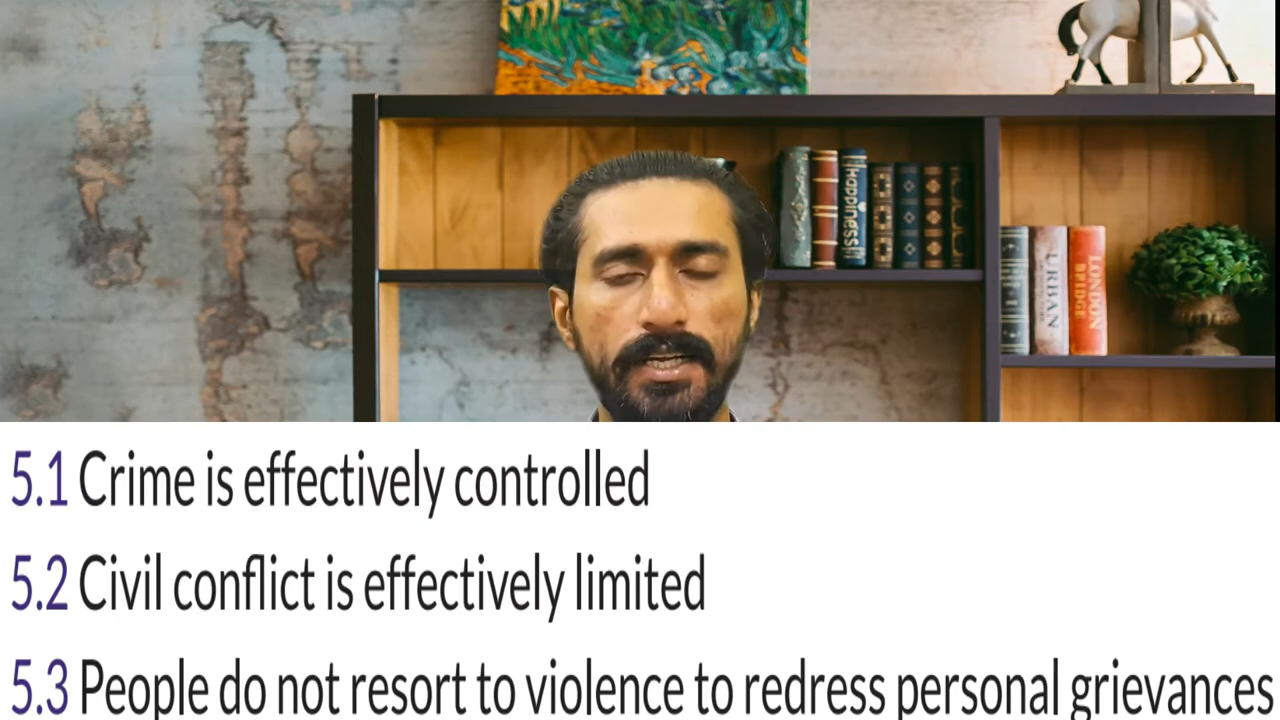 Happiness
URBAN
LONDON
BRIDGE
5.1 Crime is effectively controlled
5.2 Civil conflict is effectively limited
5.3 People do not resort to violence to redress personal grievances